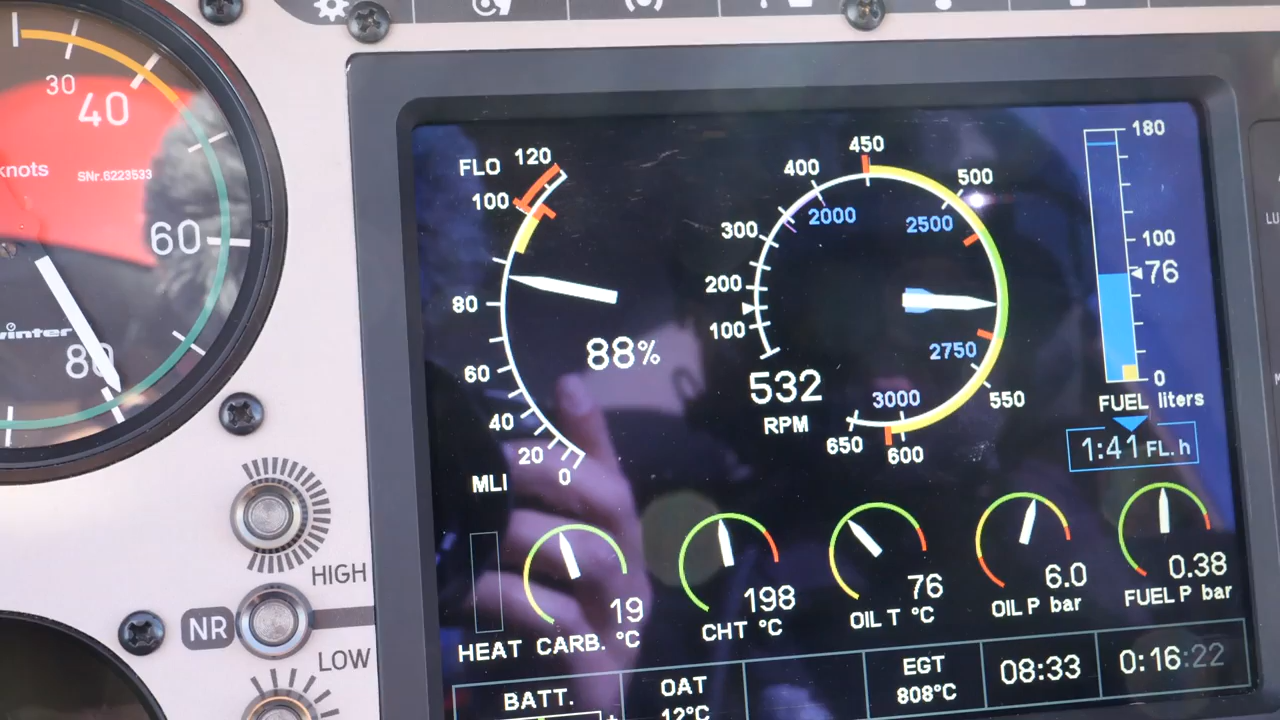 30
40
knots
SNr.6223533
60
winter
80
HIGH
NR
LOW
FLO 120
100
80
60
40
20
0
MLI
88%
450
400
500
300
200
100
2000
2500
2750
3000
550
600
650
532
RPM
180
100
76
0
FUEL liters
1:41 FL. h
19
HEAT CARB. °C
198
CHT °C
76
OIL T °C
6.0
OIL P bar
0.38
FUEL P bar
BATT.
+
OAT
12°C
EGT
808°C
08:33
0:16:22